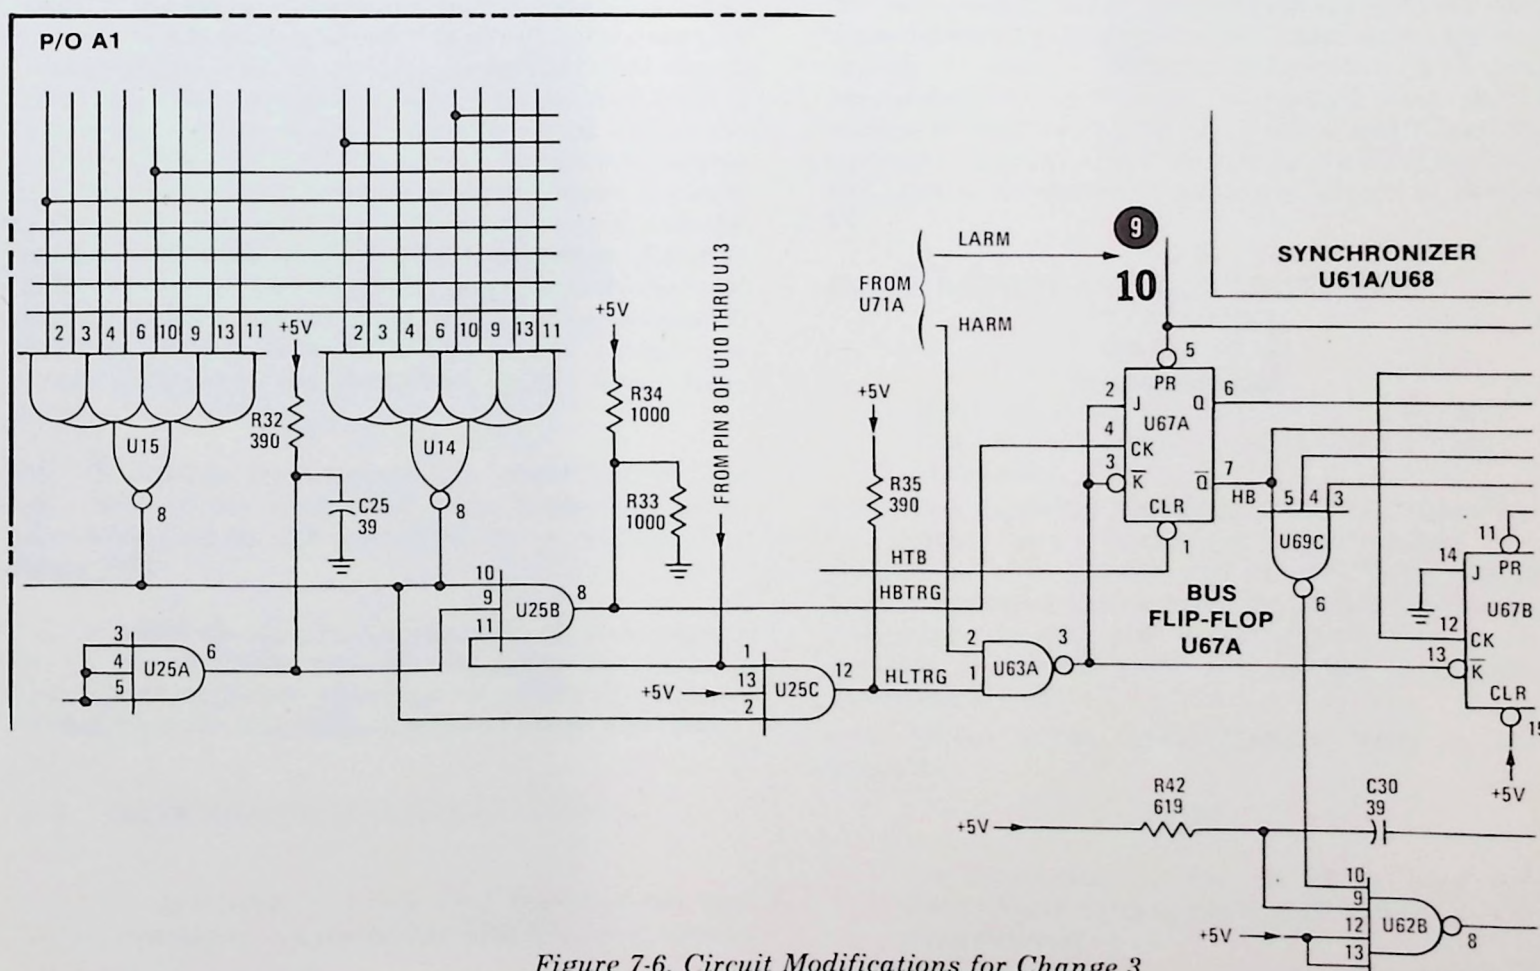 P/O A1
2 3 4 6 10 9 13 11
+5V
2 3 4 6 10 9 13 11
+5V
U15
8
R32
390
C25
39
U14
8
R34
1000
R33
1000
FROM PIN 8 OF U10 THRU U13
FROM
U71A
LARM
HARM
9
10
SYNCHRONIZER
U61A/U68
+5V
R35
390
5
PR
2
J
U67A
Q
6
4
CK
3
K
Q
7
HB
CLR
1
HTB
HBTRG
BUS
FLIP-FLOP
U67A
5 4 3
U69C
6
11
PR
14
J
U67B
12
CK
13
K
CLR
+5V
10
9
11
U25B
8
3
4
5
U25A
6
1
13
2
+5V
U25C
12
HLTRG
2
1
U63A
3
+5V
R42
619
C30
39
10
9
12
13
+5V
U62B
8
Figure 7-6. Circuit Modifications for Change 3